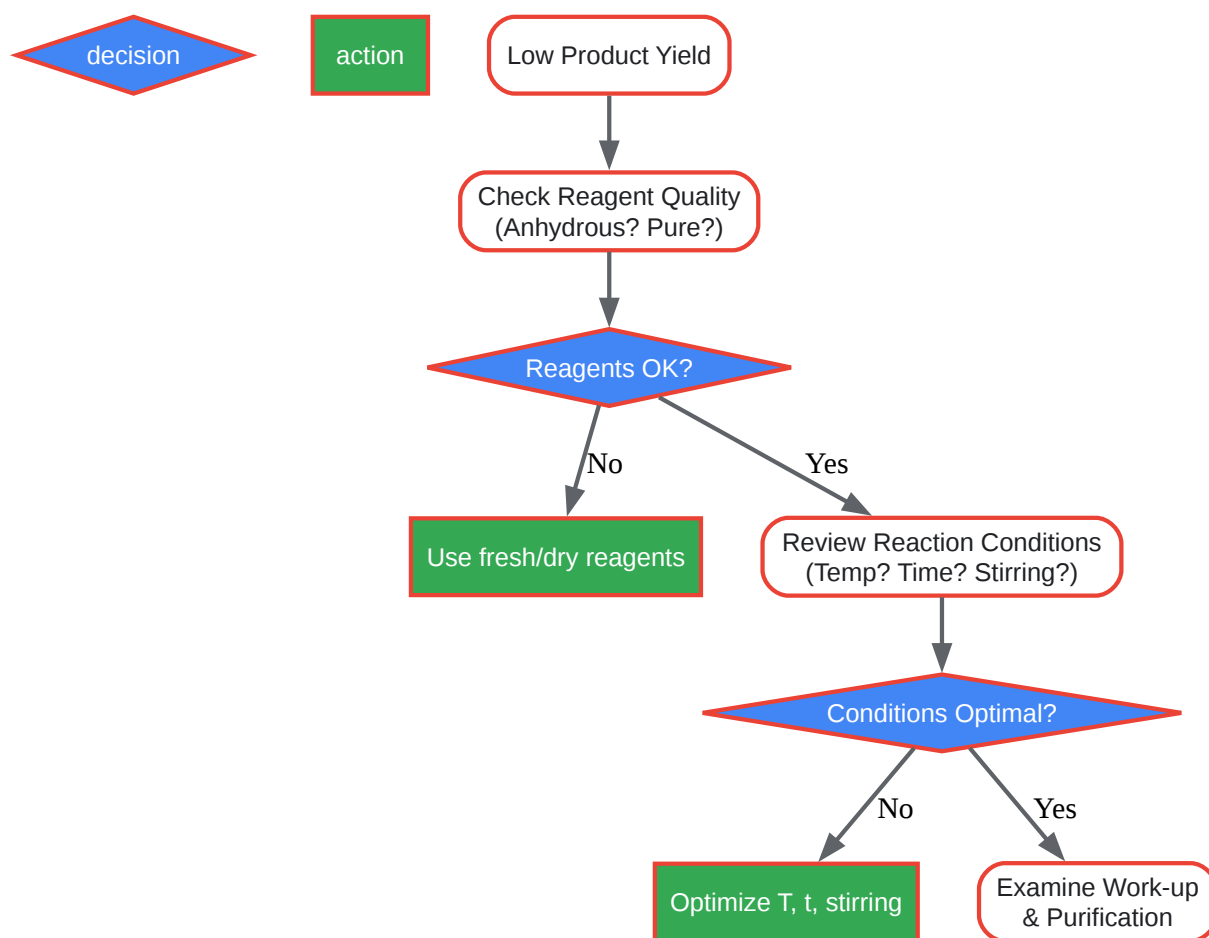 decision
action
Low Product Yield
Check Reagent Quality
(Anhydrous? Pure?)
Reagents OK?
No
Yes
Use fresh/dry reagents
Review Reaction Conditions
(Temp? Time? Stirring?)
Conditions Optimal?
No
Yes
Optimize T, t, stirring
Examine Work-up
& Purification